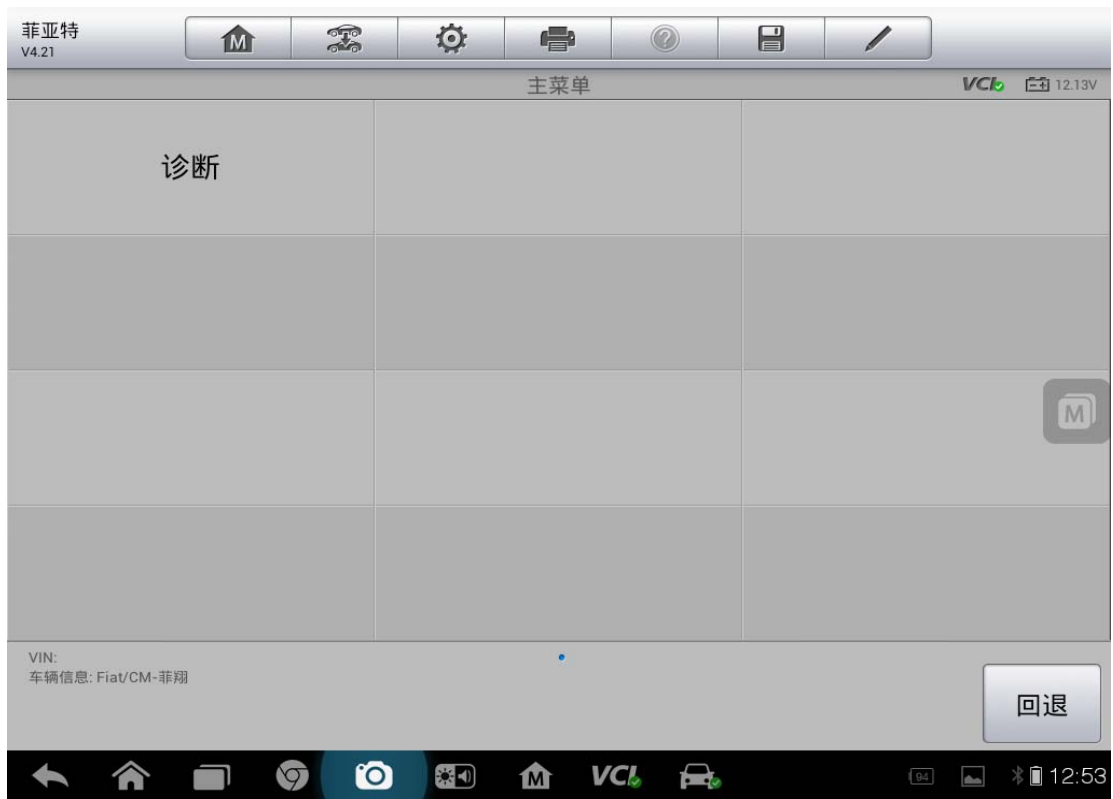 菲亚特
V4.21
M
主菜单
VCI
12.13V
诊断
M
VIN:
车辆信息: Fiat/CM-菲翔
回退
M
VCI
94
12:53